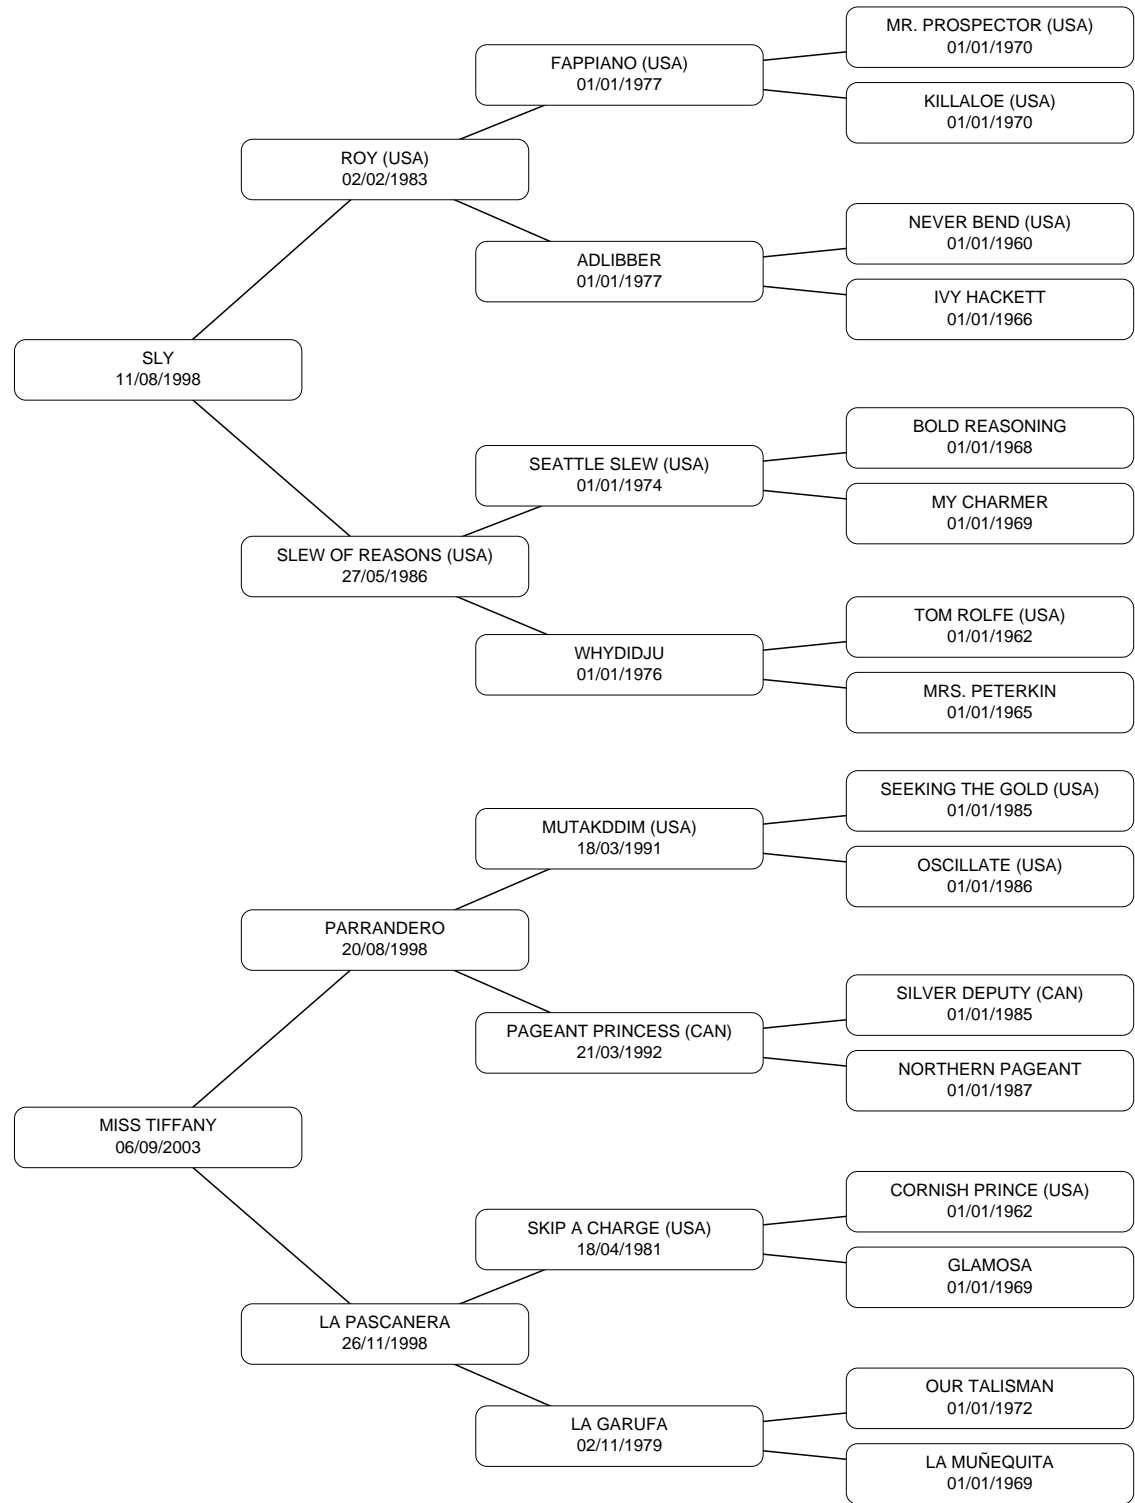 MR. PROSPECTOR (USA)
01/01/1970
FAPPIANO (USA)
01/01/1977
KILLALOE (USA)
01/01/1970
ROY (USA)
02/02/1983
NEVER BEND (USA)
01/01/1960
ADLIBBER
01/01/1977
IVY HACKETT
01/01/1966
SLY
11/08/1998
BOLD REASONING
01/01/1968
SEATTLE SLEW (USA)
01/01/1974
MY CHARMER
01/01/1969
SLEW OF REASONS (USA)
27/05/1986
TOM ROLFE (USA)
01/01/1962
WHYDIDJU
01/01/1976
MRS. PETERKIN
01/01/1965
SEEKING THE GOLD (USA)
01/01/1985
MUTAKDDIM (USA)
18/03/1991
OSCILLATE (USA)
01/01/1986
PARRANDERO
20/08/1998
SILVER DEPUTY (CAN)
01/01/1985
PAGEANT PRINCESS (CAN)
21/03/1992
NORTHERN PAGEANT
01/01/1987
MISS TIFFANY
06/09/2003
CORNISH PRINCE (USA)
01/01/1962
SKIP A CHARGE (USA)
18/04/1981
GLAMOSA
01/01/1969
LA PASCANERA
26/11/1998
OUR TALISMAN
01/01/1972
LA GARUFA
02/11/1979
LA MUÑEQUITA
01/01/1969